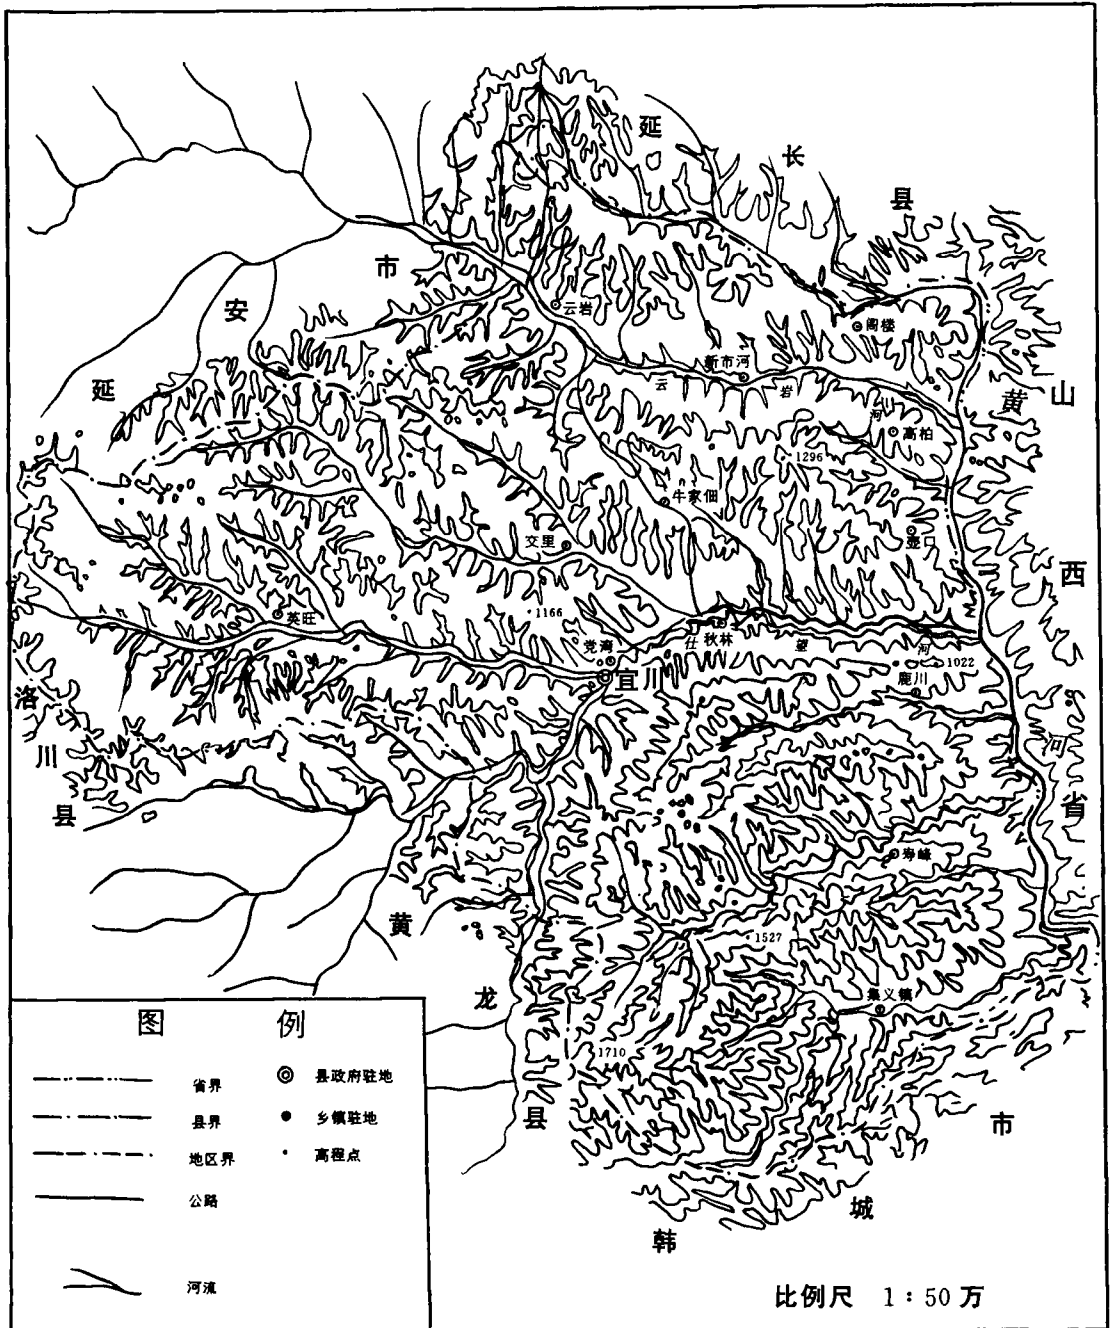 延长县
延安市
云岩
阁楼
新市河
云岩河
山西省
黄河
高柏
1296
牛家佃
壶口
交里
1166
英旺
党湾
仕望河
秋林
宜川
1022
鹿川
洛川县
寿峰
黄龙县
1527
集义镇
1710
韩城市
图例
省界
县政府驻地
县界
乡镇驻地
地区界
高程点
公路
河流
比例尺 1：50万